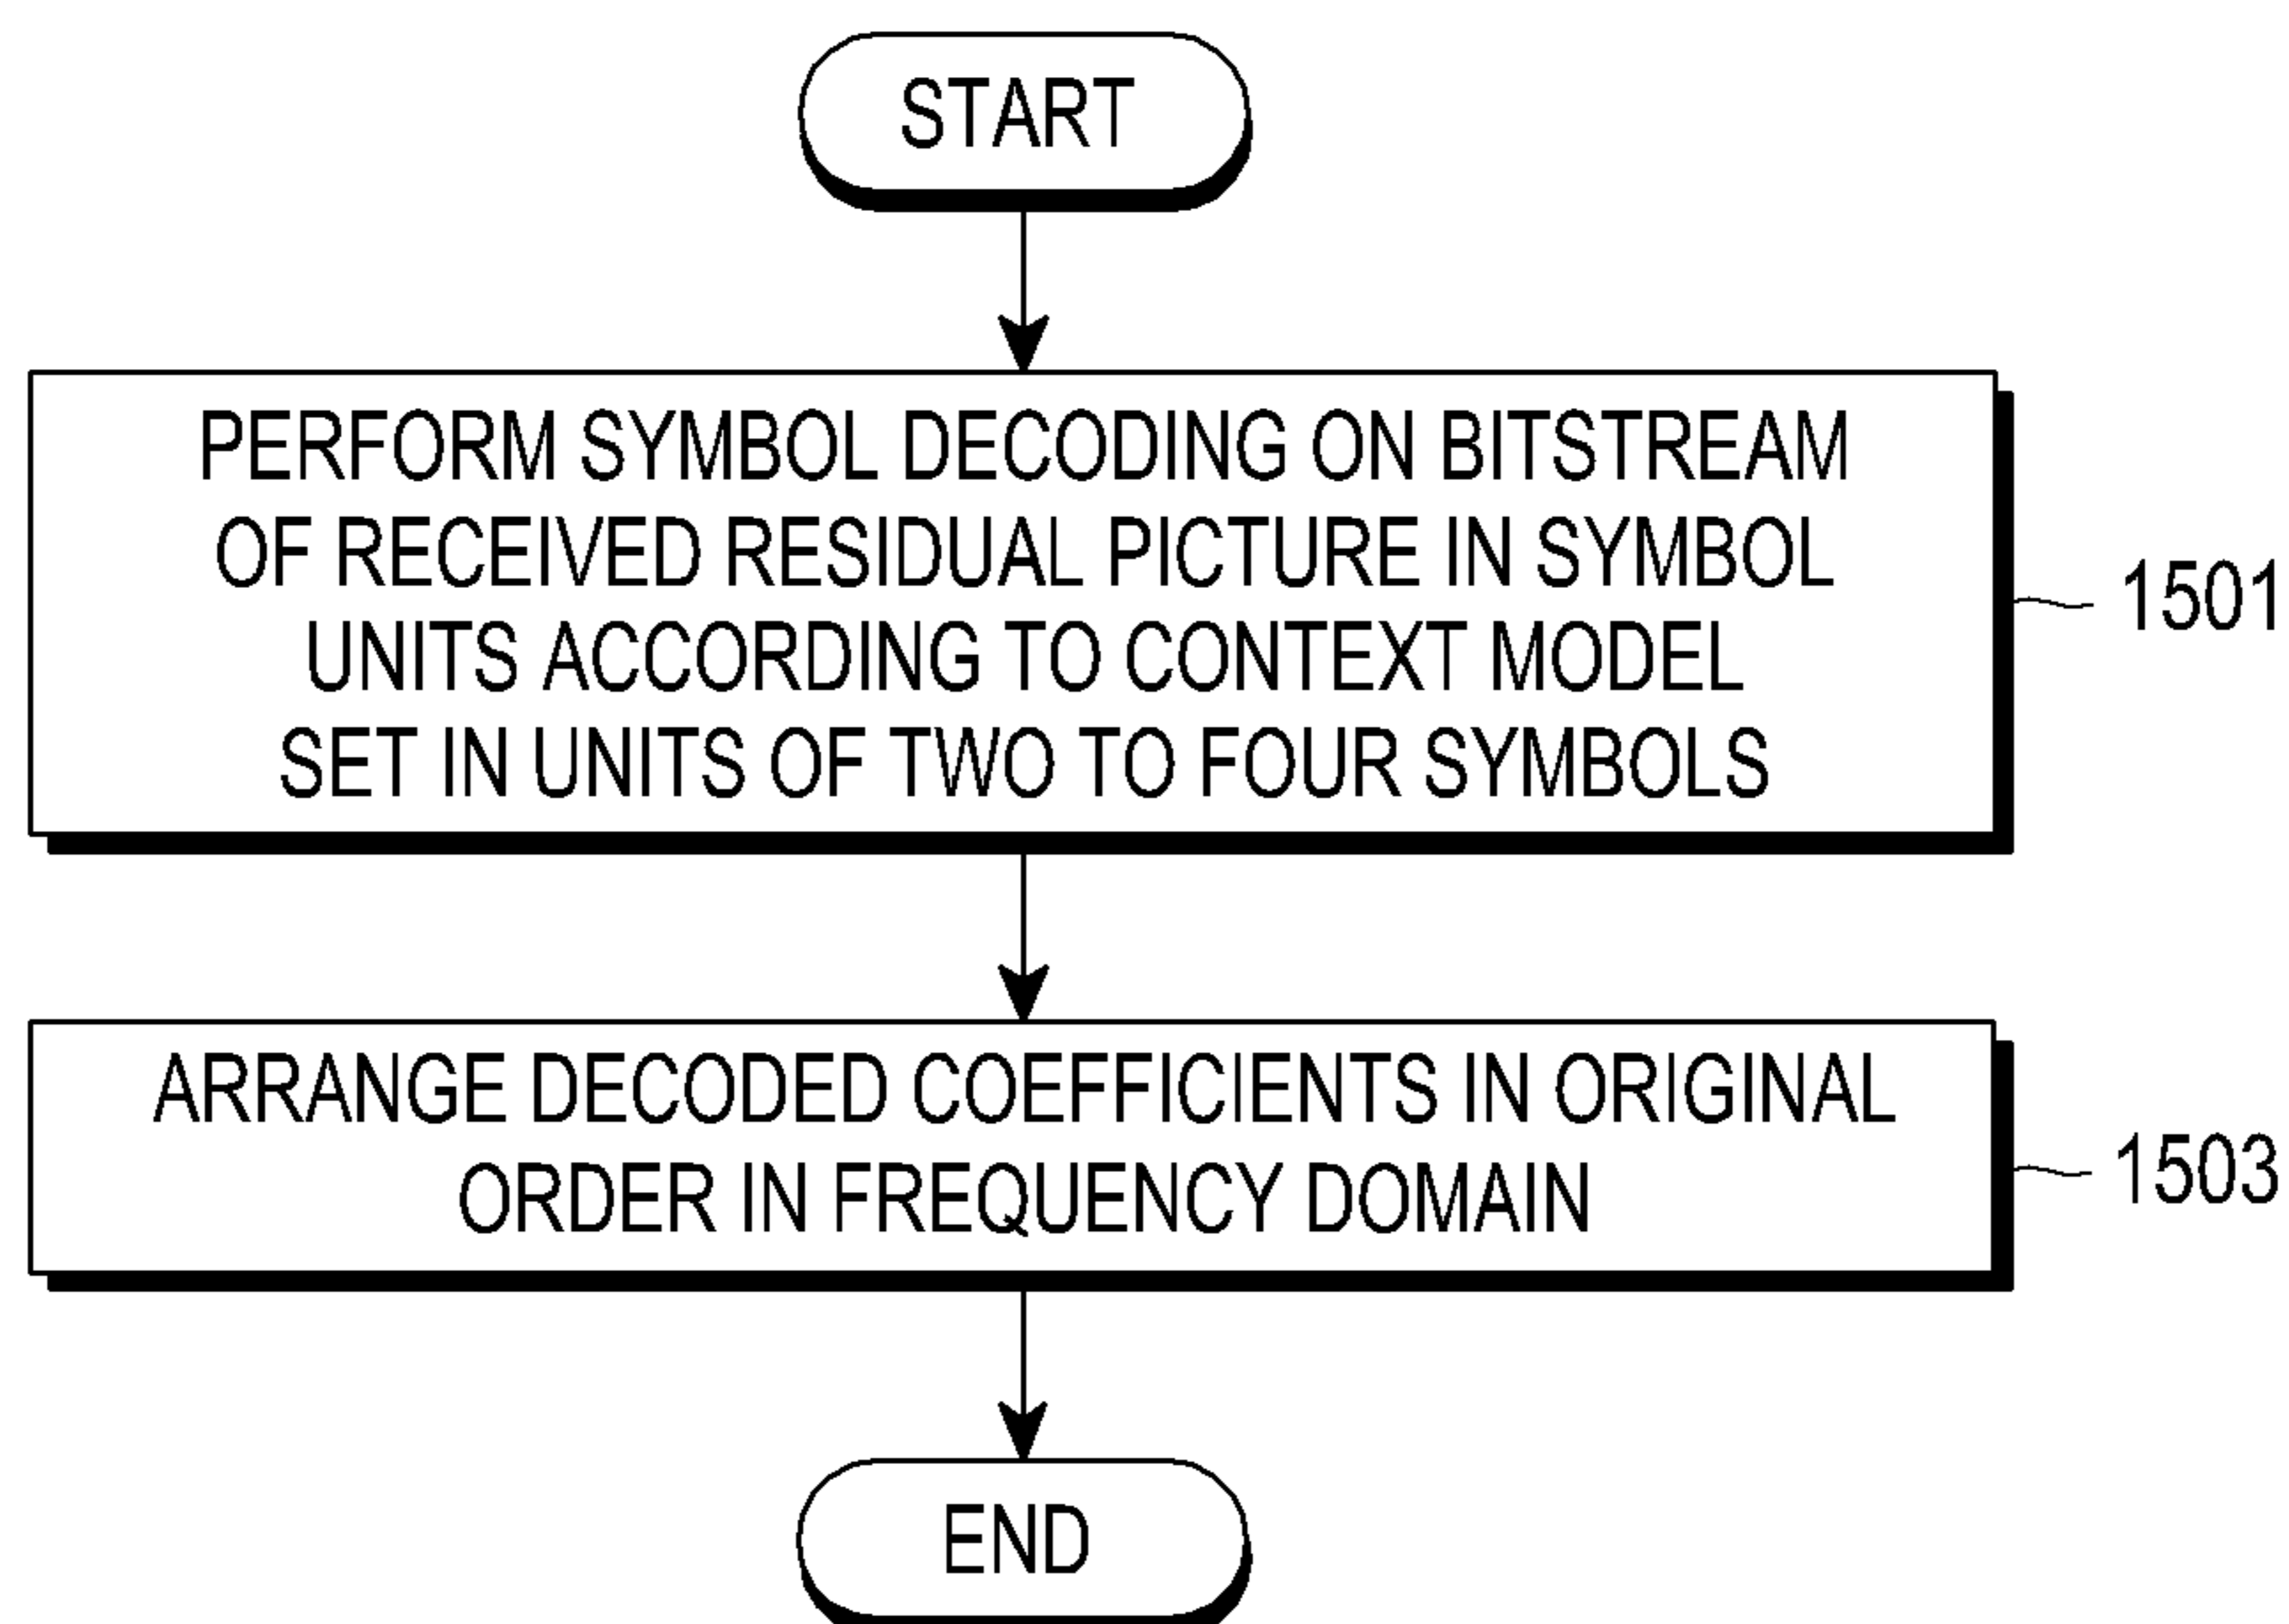 START
PERFORM SYMBOL DECODING ON BITSTREAM
OF RECEIVED RESIDUAL PICTURE IN SYMBOL
UNITS ACCORDING TO CONTEXT MODEL
SET IN UNITS OF TWO TO FOUR SYMBOLS
1501
ARRANGE DECODED COEFFICIENTS IN ORIGINAL
ORDER IN FREQUENCY DOMAIN
1503
END